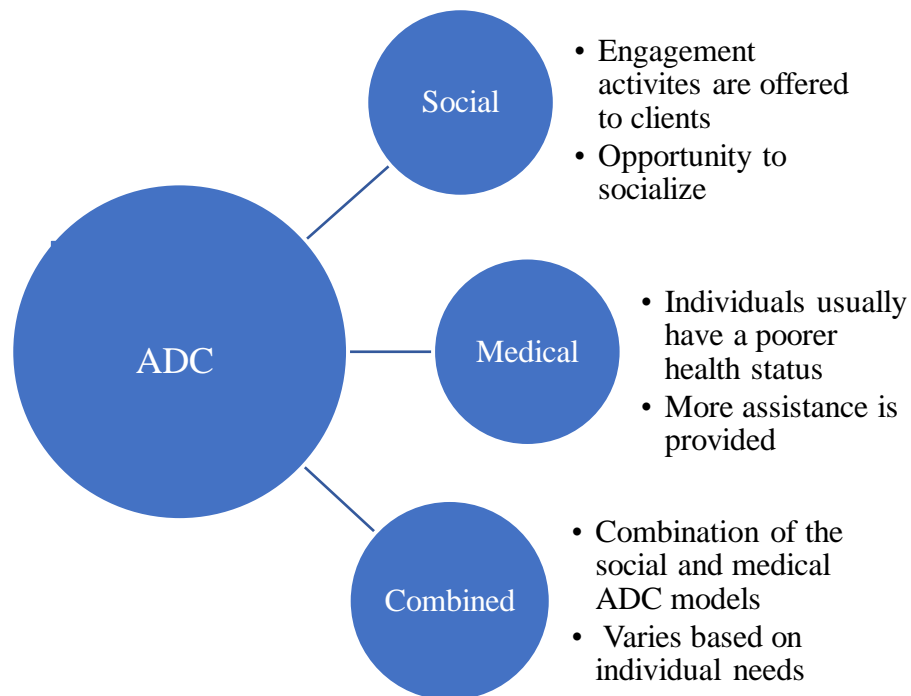 ADC
Social
• Engagement
activites are offered
to clients
• Opportunity to
socialize
Medical
• Individuals usually
have a poorer
health status
• More assistance is
provided
Combined
• Combination of the
social and medical
ADC models
• Varies based on
individual needs